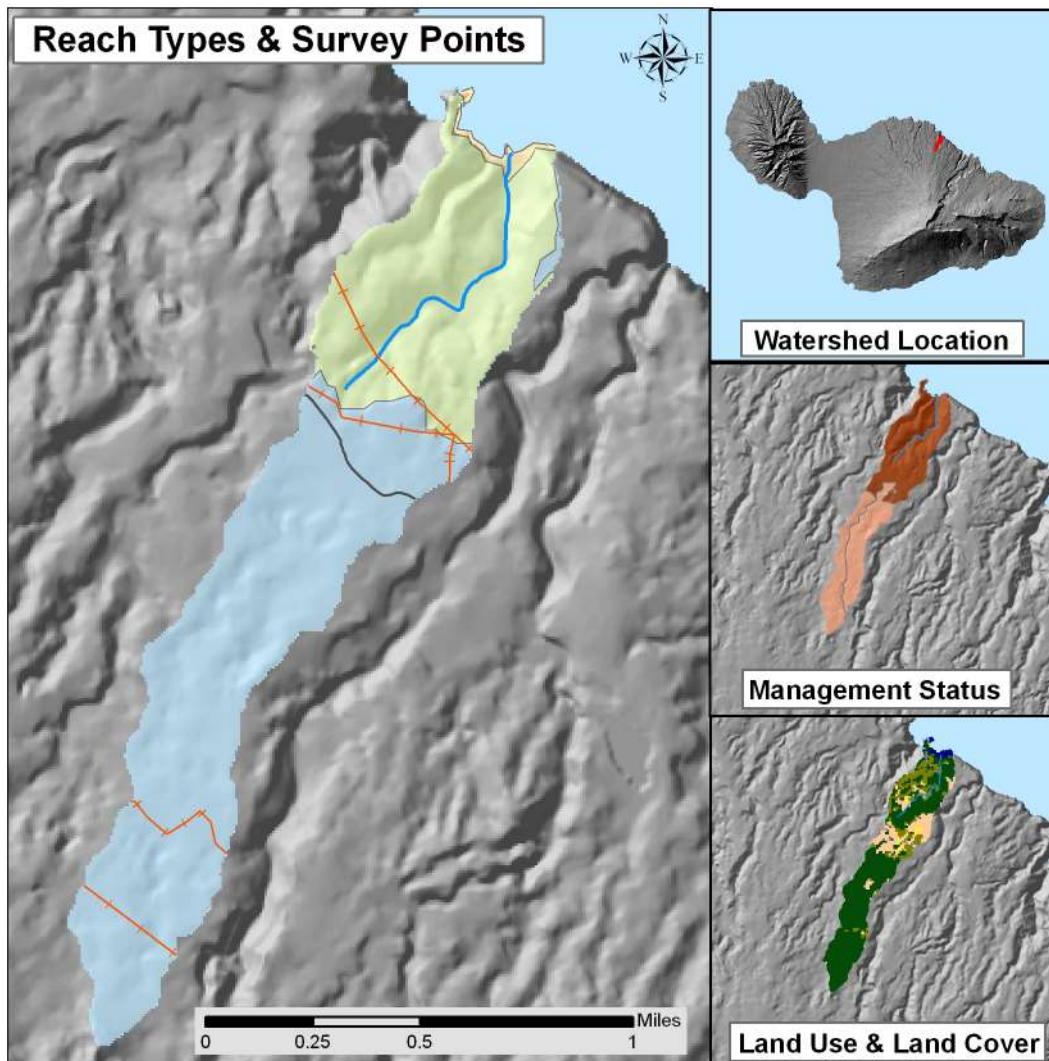 Reach Types & Survey Points
N
W E
S
Watershed Location
Management Status
Land Use & Land Cover
Miles
0 0.25 0.5 1